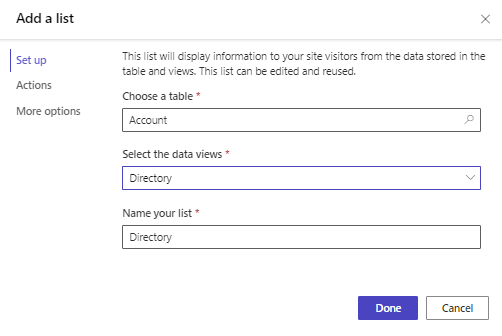 Add a list
Set up
Actions
More options
This list will display information to your site visitors from the data stored in the
table and views. This list can be edited and reused.
Choose a table *
Account
Select the data views *
Directory
Name your list *
Directory
Done
Cancel